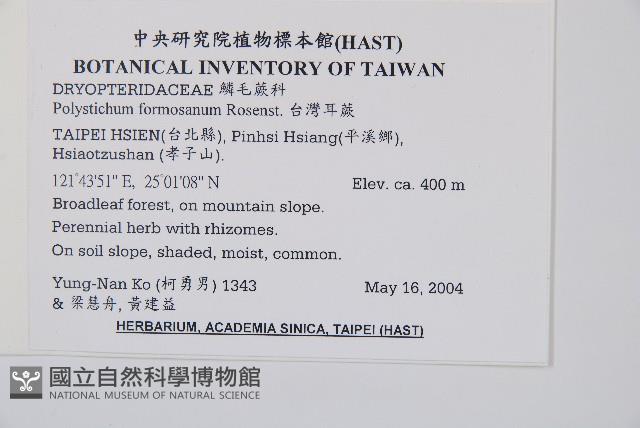 中央研究院植物標本館(HAST)
BOTANICAL INVENTORY OF TAIWAN
DRYOPTERIDACEAE 鱗毛蕨科
Polystichum formosanum Rosenst. 台灣耳蕨
TAIPEI HSIEN(台北縣), Pinhsi Hsiang(平溪鄉),
Hsiaotzushan (孝子山).
121°43'51" E, 25°01'08" N Elev. ca. 400 m
Broadleaf forest, on mountain slope.
Perennial herb with rhizomes.
On soil slope, shaded, moist, common.
Yung-Nan Ko (柯勇男) 1343 May 16, 2004
& 梁慧舟, 黃建益
HERBARIUM, ACADEMIA SINICA, TAIPEI (HAST)
國立自然科學博物館
NATIONAL MUSEUM OF NATURAL SCIENCE